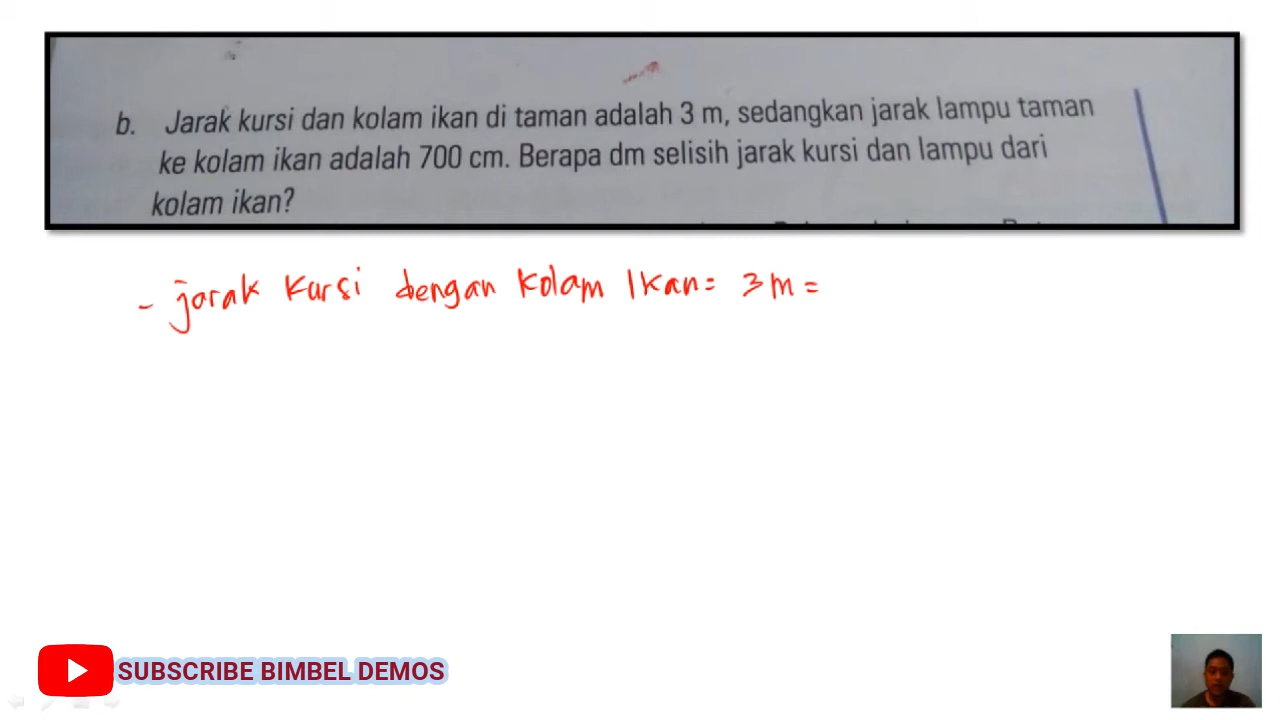 b. Jarak kursi dan kolam ikan di taman adalah 3 m, sedangkan jarak lampu taman
ke kolam ikan adalah 700 cm. Berapa dm selisih jarak kursi dan lampu dari
kolam ikan?
- jarak kursi dengan kolam Ikan= 3m=
SUBSCRIBE BIMBEL DEMOS